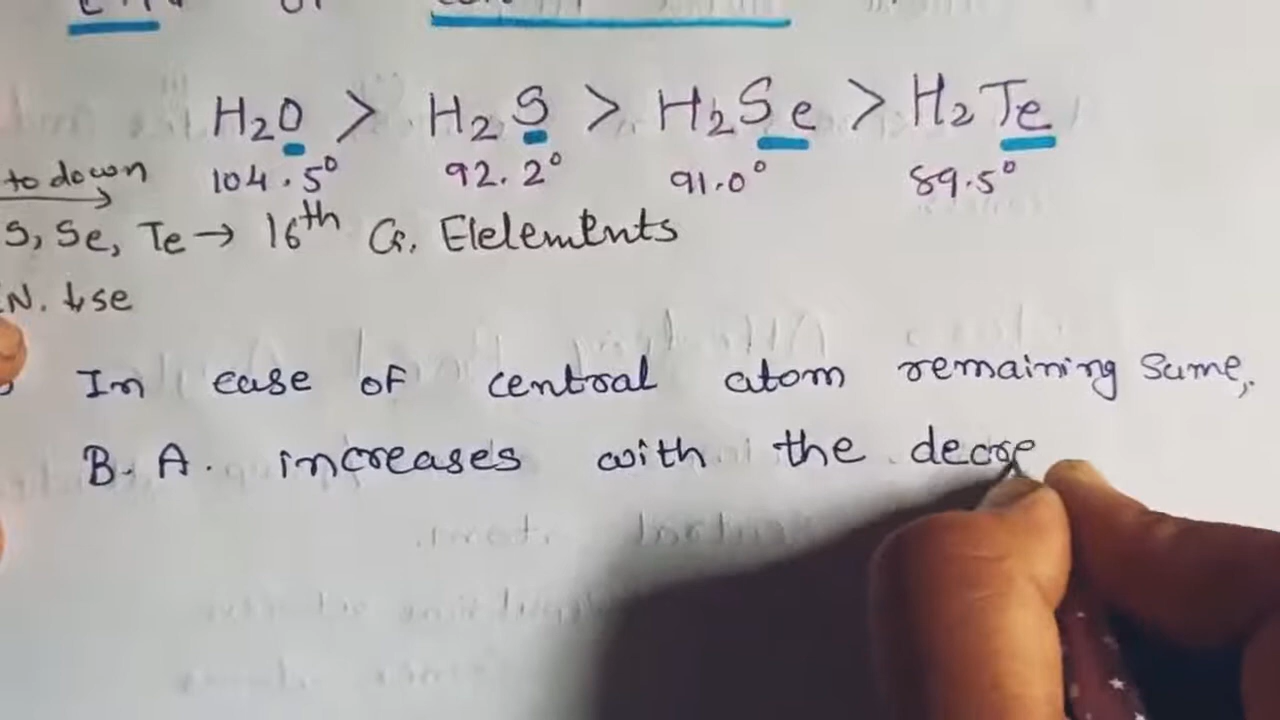 H2O > H2S > H2Se > H2Te
104.5° 92.2° 91.0° 89.5°
to down
S, Se, Te → 16th Gr. Elelements
N. ↓se
In case of central atom remaining same,
B. A. increases with the decre